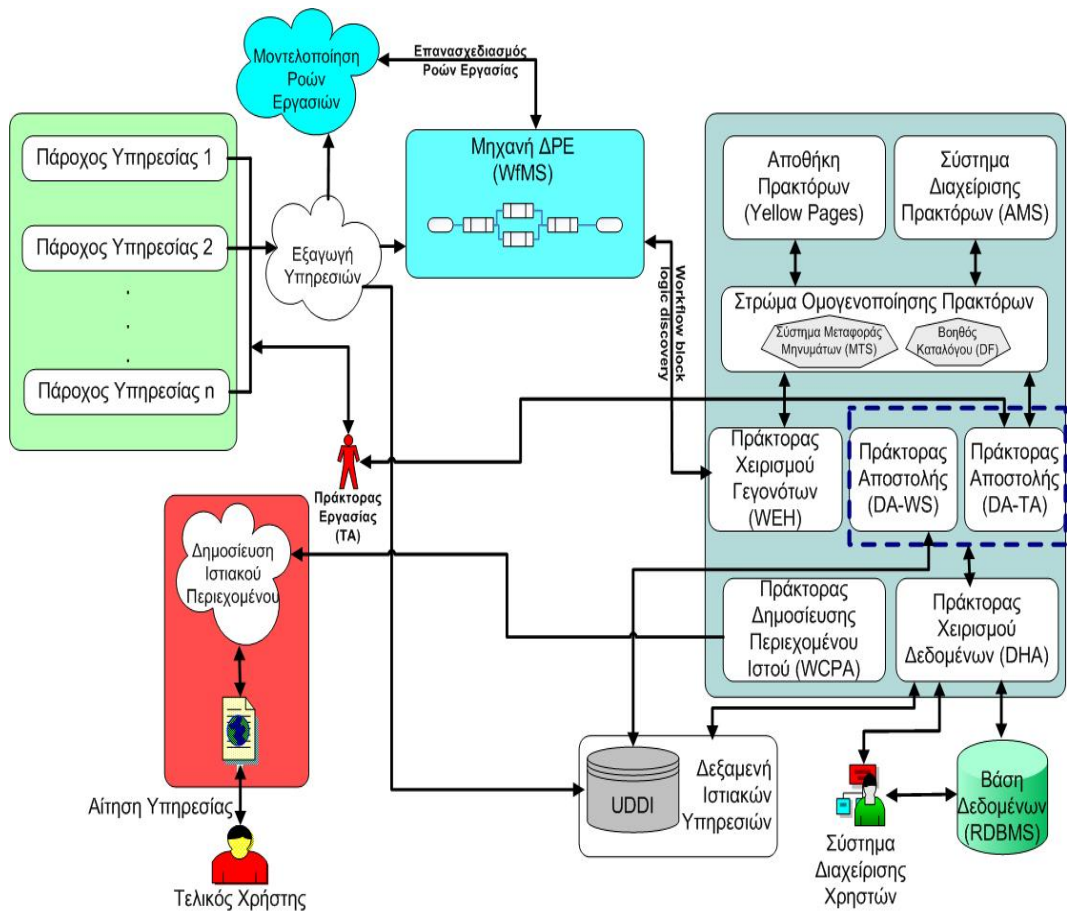 Μοντελοποίηση
Ροών
Εργασιών
Επανασχεδιασμός
Ροών Εργασίας
Πάροχος Υπηρεσίας 1
Πάροχος Υπηρεσίας 2
.
.
.
Πάροχος Υπηρεσίας n
Εξαγωγή
Υπηρεσιών
Μηχανή ΔΡΕ
(WfMS)
Workflow block
logic discovery
Αποθήκη
Πρακτόρων
(Yellow Pages)
Σύστημα
Διαχείρισης
Πρακτόρων (AMS)
Στρώμα Ομογενοποίησης Πρακτόρων
Σύστημα Μεταφοράς
Μηνυμάτων (MTS)
Βοηθός
Καταλόγου (DF)
Πράκτορας
Χειρισμού
Γεγονότων
(WEH)
Πράκτορας
Αποστολής
(DA-WS)
Πράκτορας
Αποστολής
(DA-TA)
Πράκτορας
Εργασίας
(TA)
Δημοσίευση
Ιστιακού
Περιεχομένου
Πράκτορας
Δημοσίευσης
Περιεχομένου
Ιστού (WCPA)
Πράκτορας
Χειρισμού
Δεδομένων (DHA)
Αίτηση Υπηρεσίας
Τελικός Χρήστης
UDDI
Δεξαμενή
Ιστιακών
Υπηρεσιών
Σύστημα
Διαχείρισης
Χρηστών
Βάση
Δεδομένων
(RDBMS)